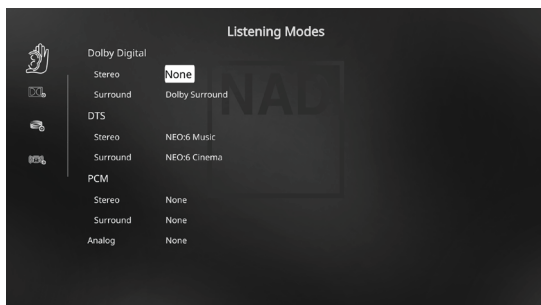 Listening Modes
Dolby Digital
Stereo None
Surround Dolby Surround
NAD
DTS
Stereo NEO:6 Music
Surround NEO:6 Cinema
PCM
Stereo None
Surround None
Analog None